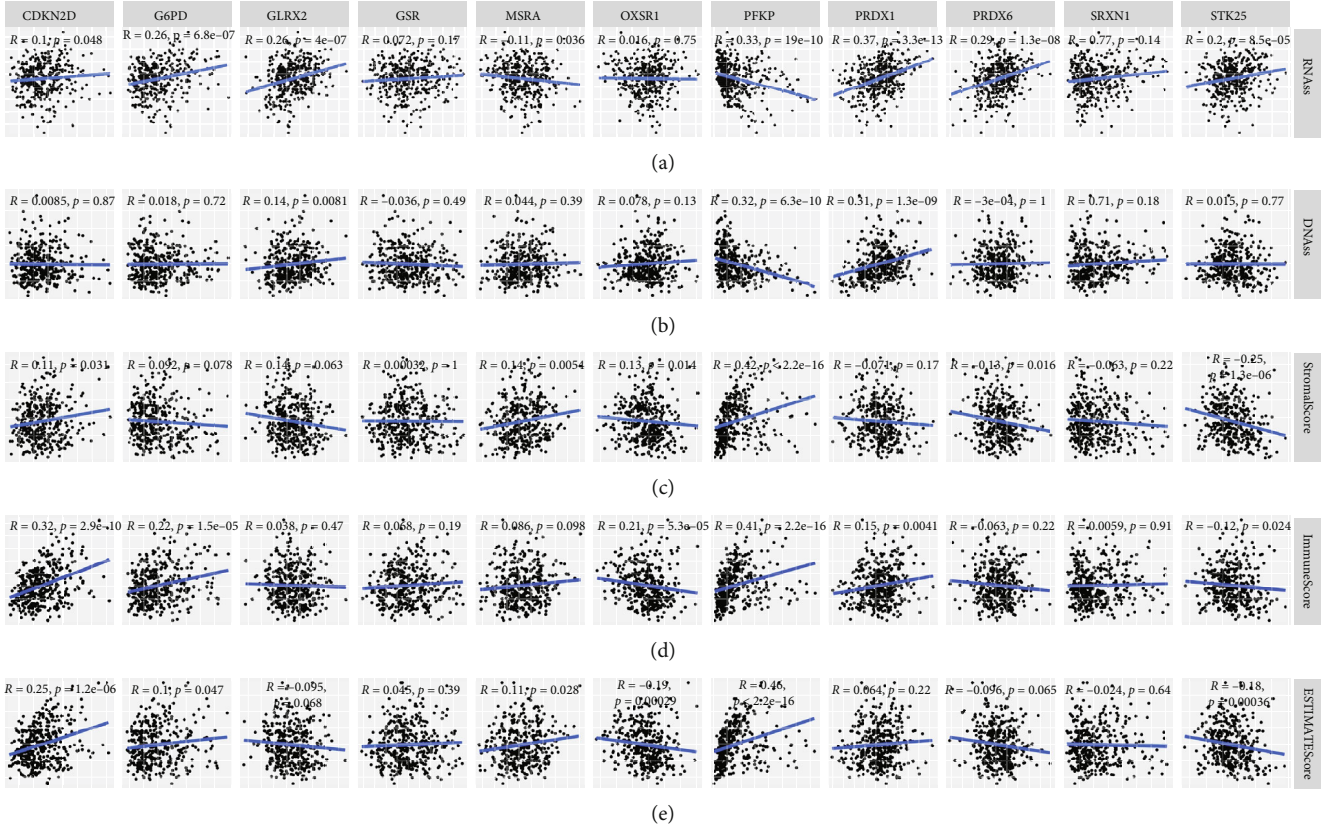 CDKN2D G6PD GLRX2 GSR MSRA OXSR1 PFKP PRDX1 PRDX6 SRXN1 STK25
R = 0.1, p = 0.048 R = 0.26, p = 6.8e-07 R = 0.26, p = 4e-07 R = 0.072, p = 0.17 R = -0.11, p = 0.036 R = 0.016, p = 0.75 R = 0.33, p = 19e-10 R = 0.37, p = 3.3e-13 R = 0.29, p = 1.3e-08 R = 0.77, p = 0.14 R = 0.2, p = 8.5e-05
RNAss
(a)
R = 0.0085, p = 0.87 R = 0.018, p = 0.72 R = 0.14, p = 0.0081 R = -0.036, p = 0.49 R = 0.044, p = 0.39 R = 0.078, p = 0.13 R = 0.32, p = 6.3e-10 R = 0.31, p = 1.3e-09 R = -3e-04, p = 1 R = 0.71, p = 0.18 R = 0.015, p = 0.77
DNAss
(b)
R = 0.11, p = 0.031 R = 0.092, p = 0.078 R = 0.14, p = 0.063 R = 0.00032, p = 1 R = 0.14, p = 0.0054 R = 0.13, p = 0.014 R = 0.42, p < 2.2e-16 R = -0.071, p = 0.17 R = -0.13, p = 0.016 R = -0.063, p = 0.22 R = -0.25,
p = 1.3e-06
StromalScore
(c)
R = 0.32, p = 2.9e-10 R = 0.22, p = 1.5e-05 R = 0.038, p = 0.47 R = 0.068, p = 0.19 R = 0.086, p = 0.098 R = 0.21, p = 5.3e-05 R = 0.41, p = 2.2e-16 R = 0.15, p = 0.0041 R = -0.063, p = 0.22 R = 0.0059, p = 0.91 R = -0.12, p = 0.024
ImmuneScore
(d)
R = 0.25, p = 1.2e-06 R = 0.1, p = 0.047 R = -0.095, R = 0.045, p = 0.39 R = 0.11, p = 0.028 R = -0.19, R = 0.46, R = 0.064, p = 0.22 R = -0.096, p = 0.065 R = -0.024, p = 0.64 R = -0.18,
p = 0.068 p = 0.00029 p < 2.2e-16 p = 0.00036
ESTIMATEScore
(e)